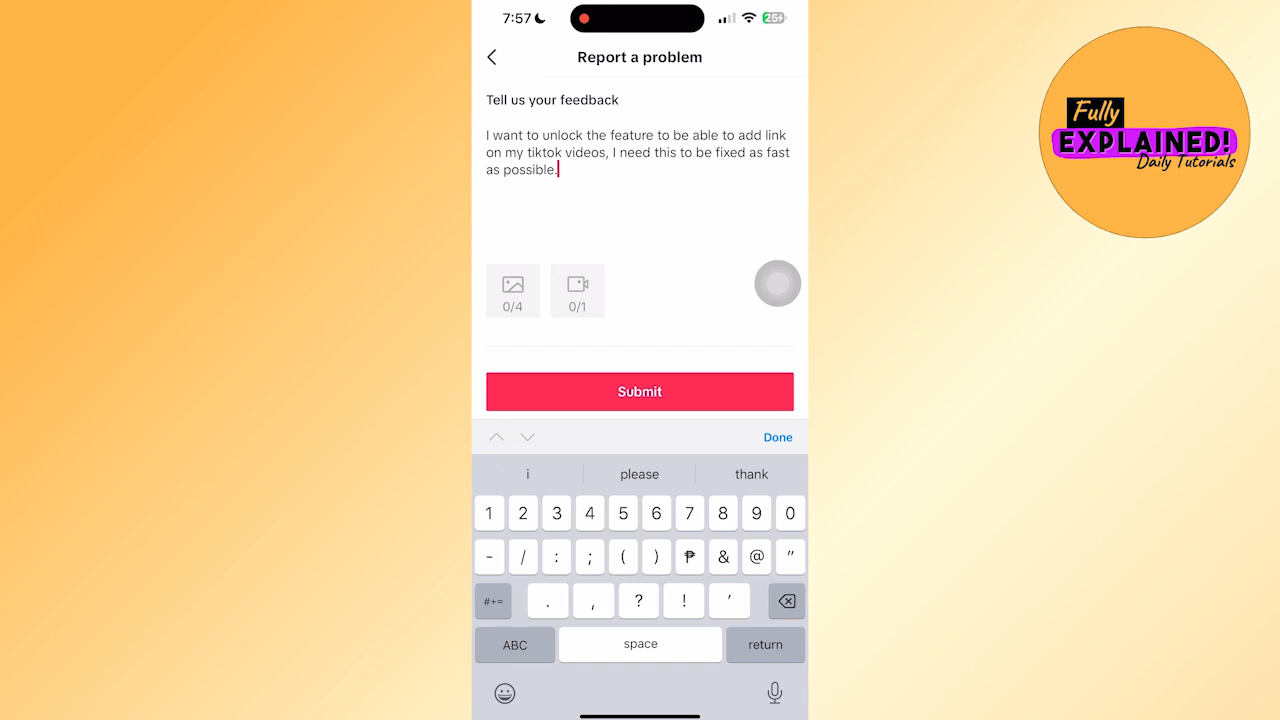 7:57
25
Report a problem
Tell us your feedback
I want to unlock the feature to be able to add link
on my tiktok videos, I need this to be fixed as fast
as possible.
0/4
0/1
Submit
Done
i
please
thank
1 2 3 4 5 6 7 8 9 0
- / : ; ( ) ₱ & @ "
#+= . , ? ! '
ABC
space
return
Fully
EXPLAINED!
Daily Tutorials